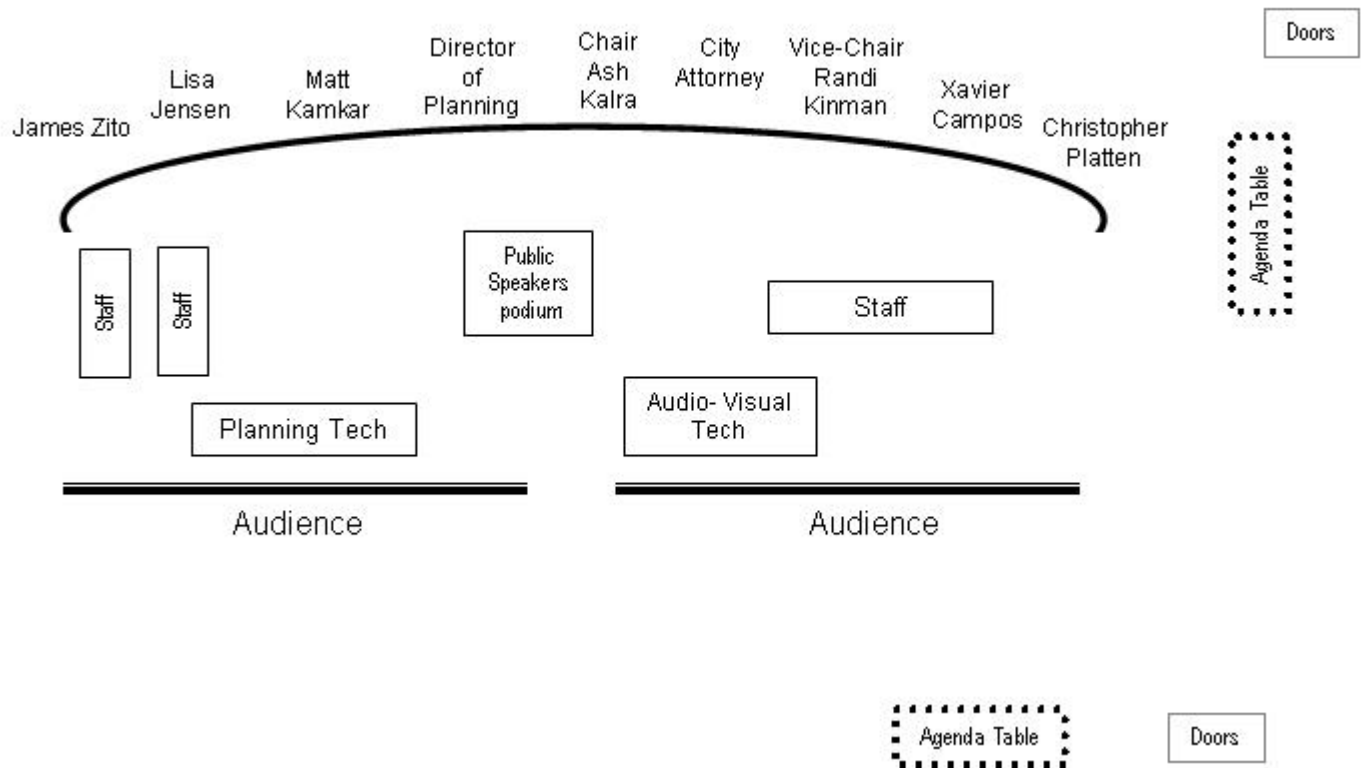 Doors
James Zito
Lisa
Jensen
Matt
Kamkar
Director
of
Planning
Chair
Ash
Kalra
City
Attorney
Vice-Chair
Randi
Kinman
Xavier
Campos
Christopher
Platten
Agenda Table
Staff
Staff
Public
Speakers
podium
Staff
Planning Tech
Audio- Visual
Tech
Audience
Audience
Agenda Table
Doors